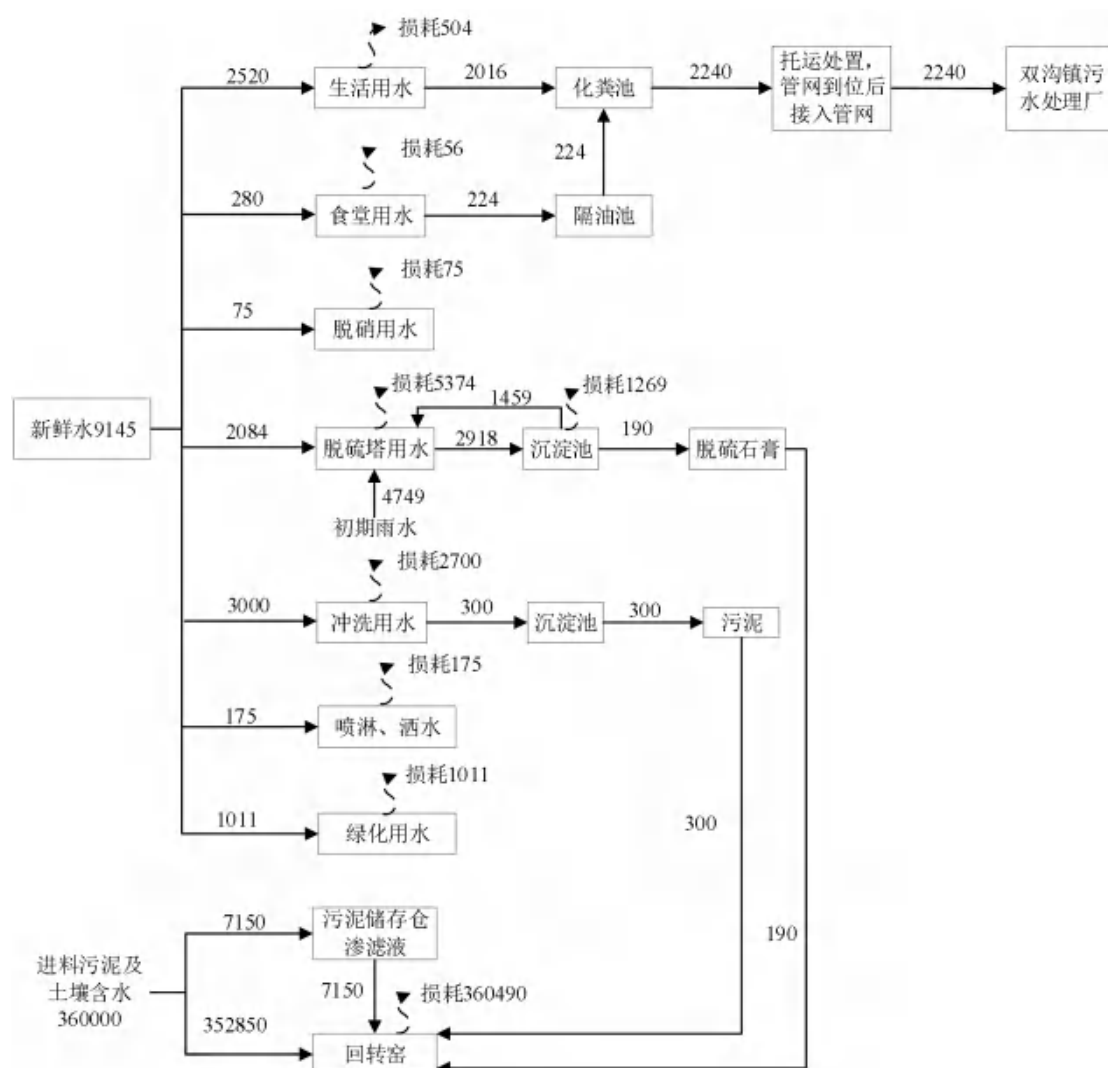 损耗504
2520
生活用水
2016
化粪池
2240
托运处置，
管网到位后
接入管网
2240
双沟镇污
水处理厂
损耗56
224
280
食堂用水
224
隔油池
损耗75
75
脱硝用水
新鲜水9145
损耗5374
1459
损耗1269
2084
脱硫塔用水
2918
沉淀池
190
脱硫石膏
4749
初期雨水
损耗2700
3000
冲洗用水
300
沉淀池
300
污泥
损耗175
175
喷淋、洒水
损耗1011
1011
绿化用水
300
190
进料污泥及
土壤含水
360000
7150
污泥储存仓
渗滤液
7150
损耗360490
352850
回转窑